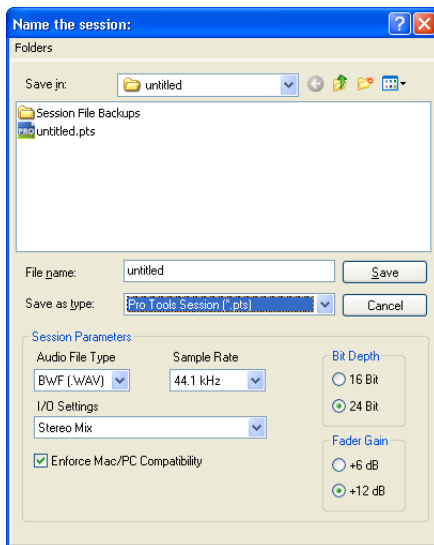 Name the session:
Folders
Save in:
untitled
Session File Backups
PRO untitled.pts
File name:
untitled
Save
Save as type:
Pro Tools Session (*.pts)
Cancel
Session Parameters
Audio File Type
Sample Rate
Bit Depth
BWF (.WAV)
44.1 kHz
16 Bit
I/O Settings
24 Bit
Stereo Mix
Fader Gain
Enforce Mac/PC Compatibility
+6 dB
+12 dB